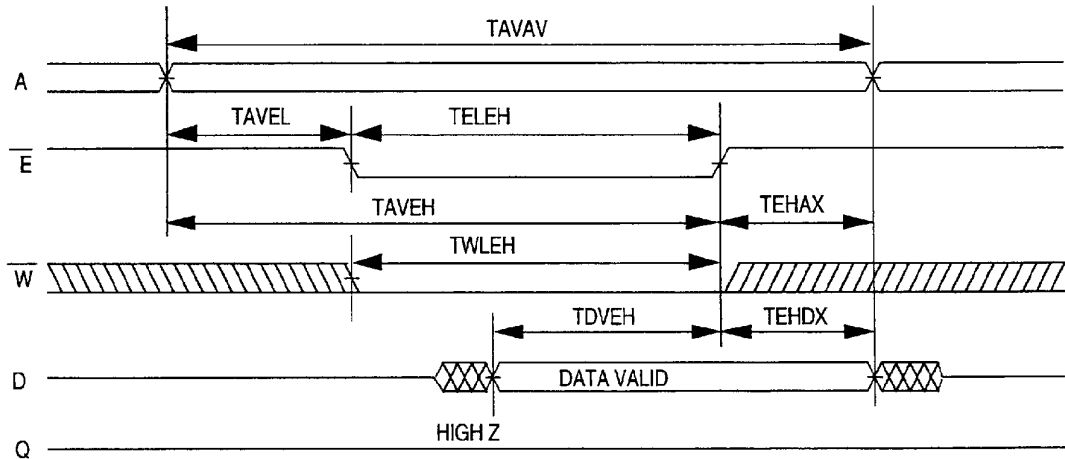 TAVAV
A
TAVEL TELEH
E
TAVEH TEHAX
W
TWLEH
TDVEH TEHDX
D
DATA VALID
HIGH Z
Q